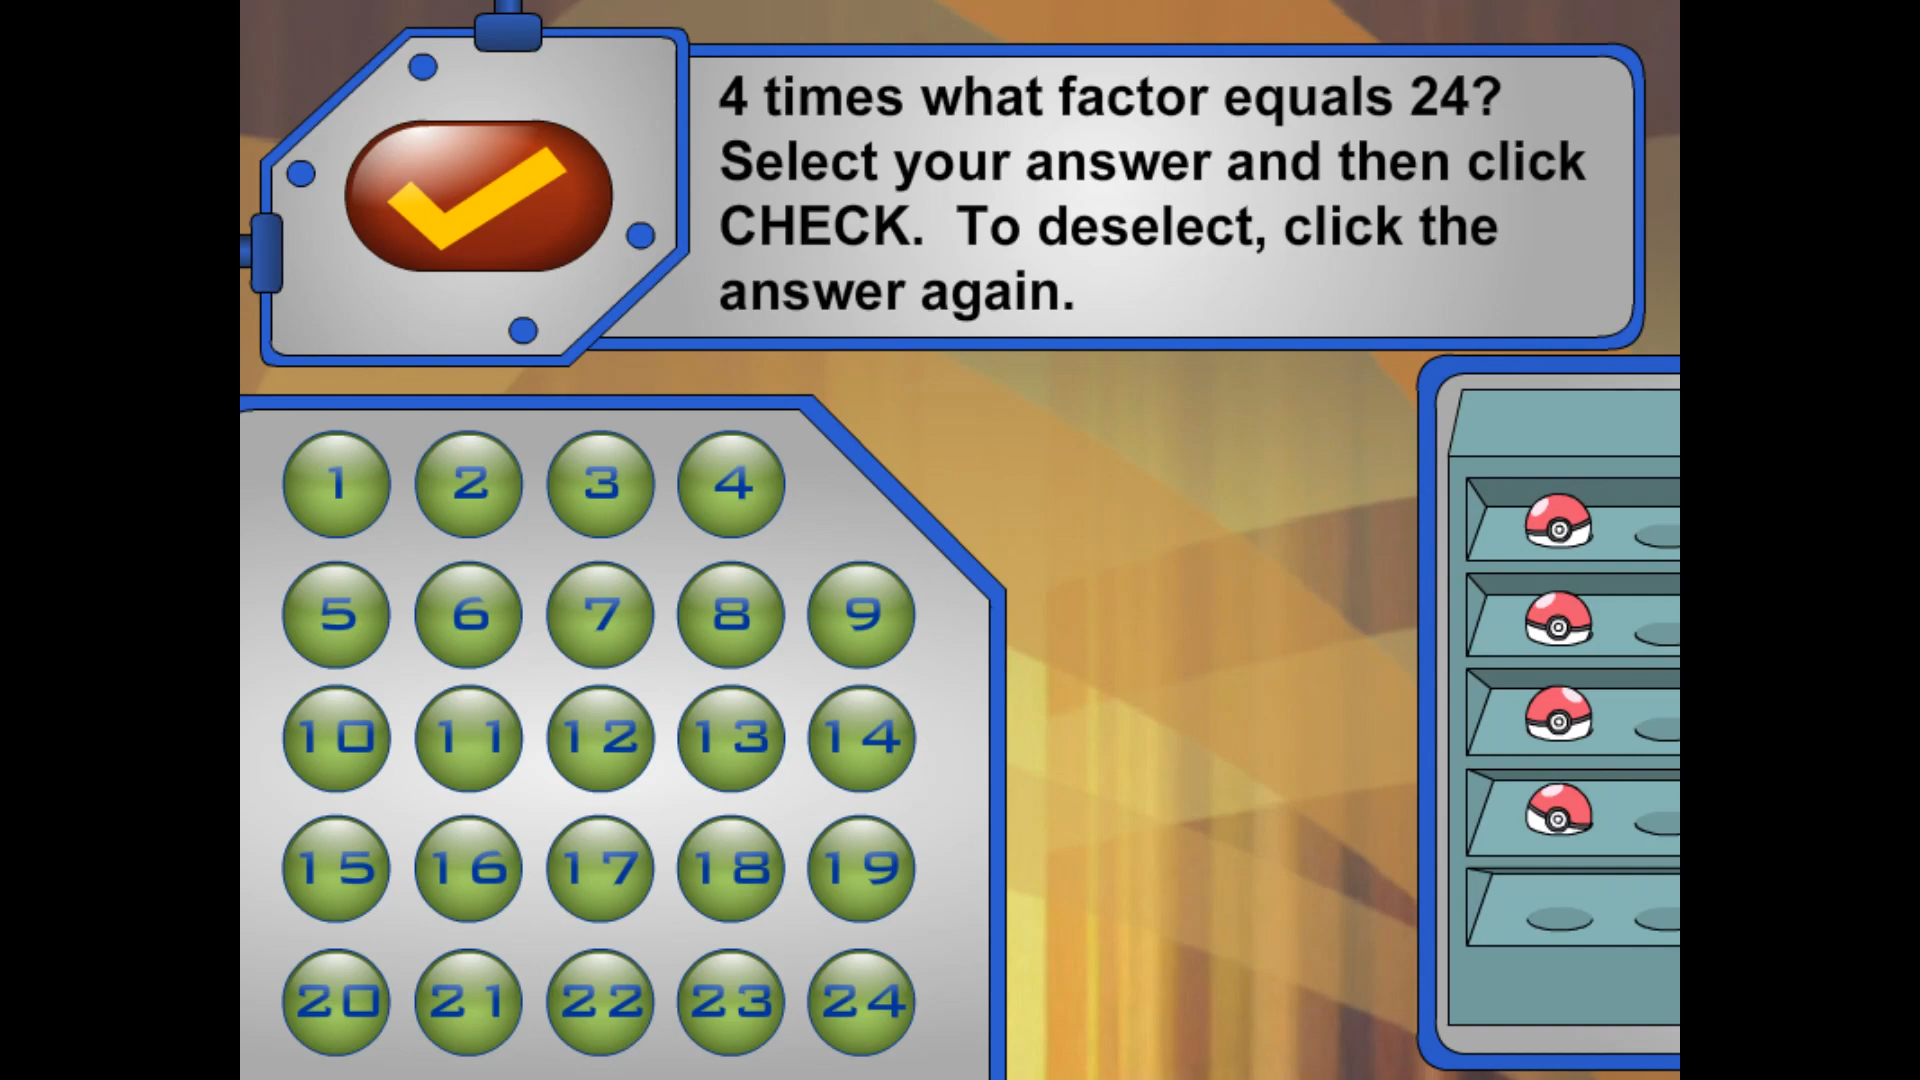 4 times what factor equals 24?
Select your answer and then click
CHECK.  To deselect, click the
answer again.
1 2 3 4
5 6 7 8 9
10 11 12 13 14
15 16 17 18 19
20 21 22 23 24